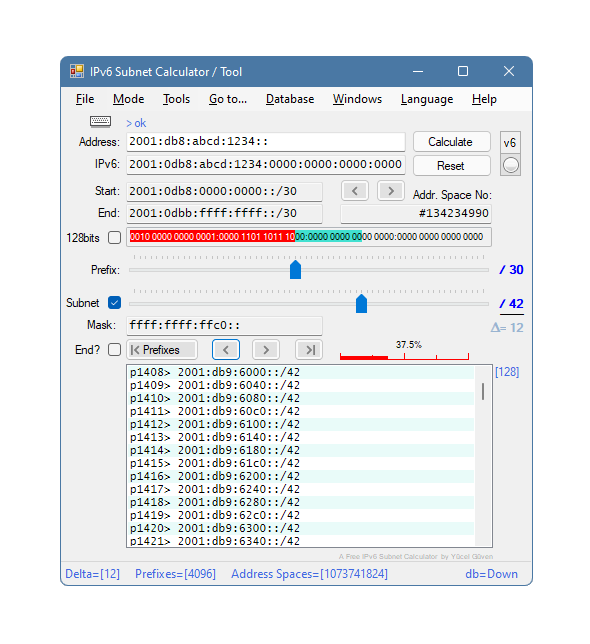 IPv6 Subnet Calculator / Tool
File Mode Tools Go to... Database Windows Language Help
> ok
Address: 2001:db8:abcd:1234:: Calculate v6
IPv6: 2001:0db8:abcd:1234:0000:0000:0000:0000 Reset
Start: 2001:0db8:0000:0000::/30 < > Addr. Space No:
End: 2001:0dbb:ffff:ffff::/30 #134234990
128bits 0010 0000 0000 0001:0000 1101 1011 1000:0000 0000 0000 0000:0000 0000 0000 0000
Prefix: / 30
Subnet / 42
Mask: ffff:ffff:ffc0:: Δ= 12
End? |< Prefixes < > >| 37.5%
p1408> 2001:db9:6000::/42 [128]
p1409> 2001:db9:6040::/42
p1410> 2001:db9:6080::/42
p1411> 2001:db9:60c0::/42
p1412> 2001:db9:6100::/42
p1413> 2001:db9:6140::/42
p1414> 2001:db9:6180::/42
p1415> 2001:db9:61c0::/42
p1416> 2001:db9:6200::/42
p1417> 2001:db9:6240::/42
p1418> 2001:db9:6280::/42
p1419> 2001:db9:62c0::/42
p1420> 2001:db9:6300::/42
p1421> 2001:db9:6340::/42
A Free IPv6 Subnet Calculator by Yücel Güven
Delta=[12] Prefixes=[4096] Address Spaces=[1073741824] db=Down